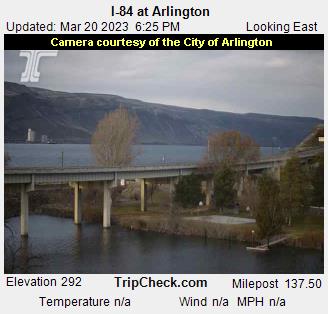 I-84 at Arlington
Updated: Mar 20 2023 6:25 PM Looking East
Camera courtesy of the City of Arlington
Elevation 292 TripCheck.com Milepost 137.50
Temperature n/a Wind n/a MPH n/a